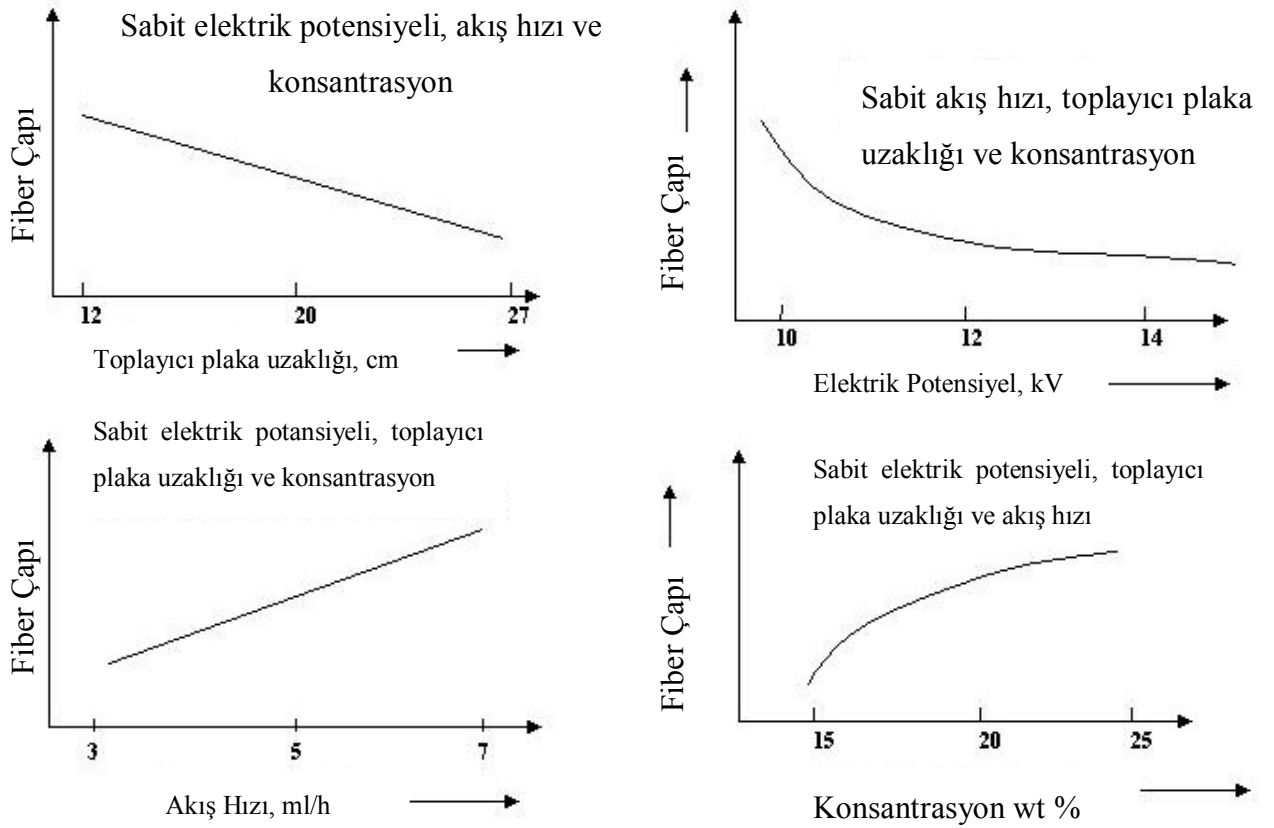 Sabit elektrik potensiyeli, akış hızı ve
konsantrasyon
Fiber Çapı
12 20 27
Toplayıcı plaka uzaklığı, cm
Sabit akış hızı, toplayıcı plaka
uzaklığı ve konsantrasyon
Fiber Çapı
10 12 14
Elektrik Potensiyel, kV
Sabit elektrik potansiyeli, toplayıcı
plaka uzaklığı ve konsantrasyon
Fiber Çapı
3 5 7
Akış Hızı, ml/h
Sabit elektrik potensiyeli, toplayıcı
plaka uzaklığı ve akış hızı
Fiber Çapı
15 20 25
Konsantrasyon wt %